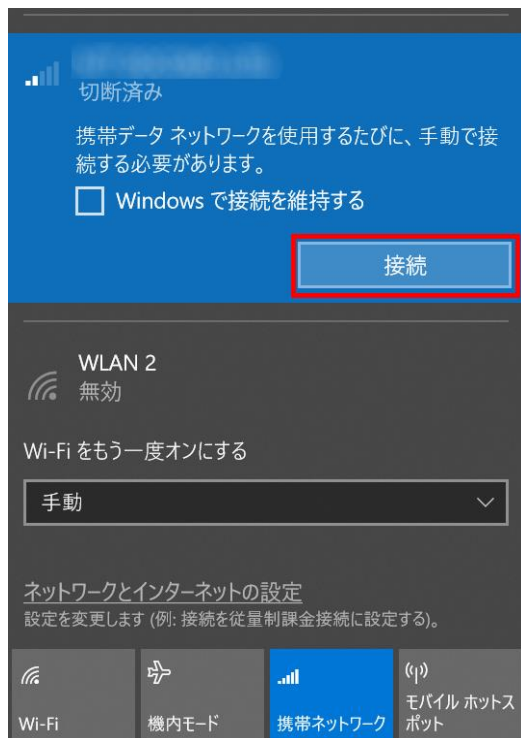 切断済み
携帯データ ネットワークを使用するたびに、手動で接
続する必要があります。
Windows で接続を維持する
接続
WLAN 2
無効
Wi-Fi をもう一度オンにする
手動
ネットワークとインターネットの設定
設定を変更します (例: 接続を従量制課金接続に設定する)。
Wi-Fi
機内モード
携帯ネットワーク
モバイル ホットス
ポット